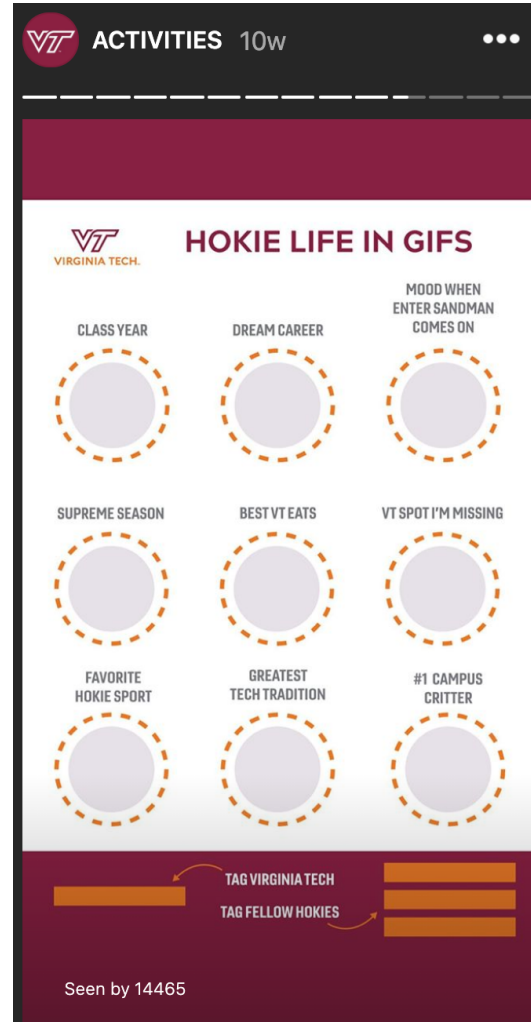 VT ACTIVITIES 10w
VT
VIRGINIA TECH.
HOKIE LIFE IN GIFS
CLASS YEAR
DREAM CAREER
MOOD WHEN
ENTER SANDMAN
COMES ON
SUPREME SEASON
BEST VT EATS
VT SPOT I'M MISSING
FAVORITE
HOKIE SPORT
GREATEST
TECH TRADITION
#1 CAMPUS
CRITTER
TAG VIRGINIA TECH
TAG FELLOW HOKIES
Seen by 14465